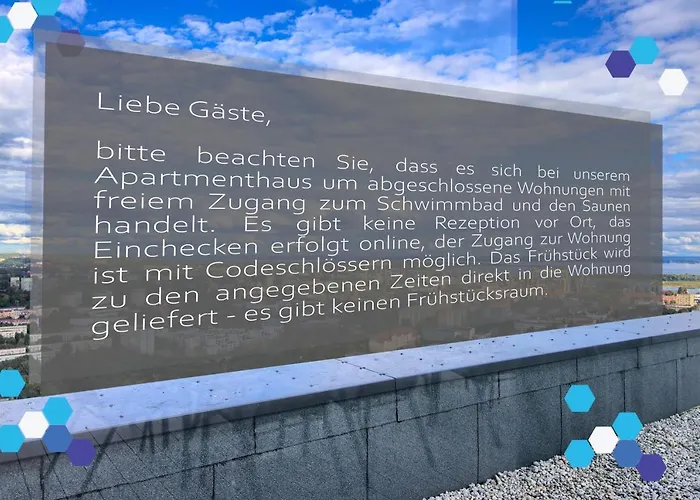 Liebe Gäste,
bitte beachten Sie, dass es sich bei unserem
Apartmenthaus um abgeschlossene Wohnungen mit
freiem Zugang zum Schwimmbad und den Saunen
handelt. Es gibt keine Rezeption vor Ort, das
Einchecken erfolgt online, der Zugang zur Wohnung
ist mit Codeschlössern möglich. Das Frühstück wird
zu den angegebenen Zeiten direkt in die Wohnung
geliefert - es gibt keinen Frühstücksraum.